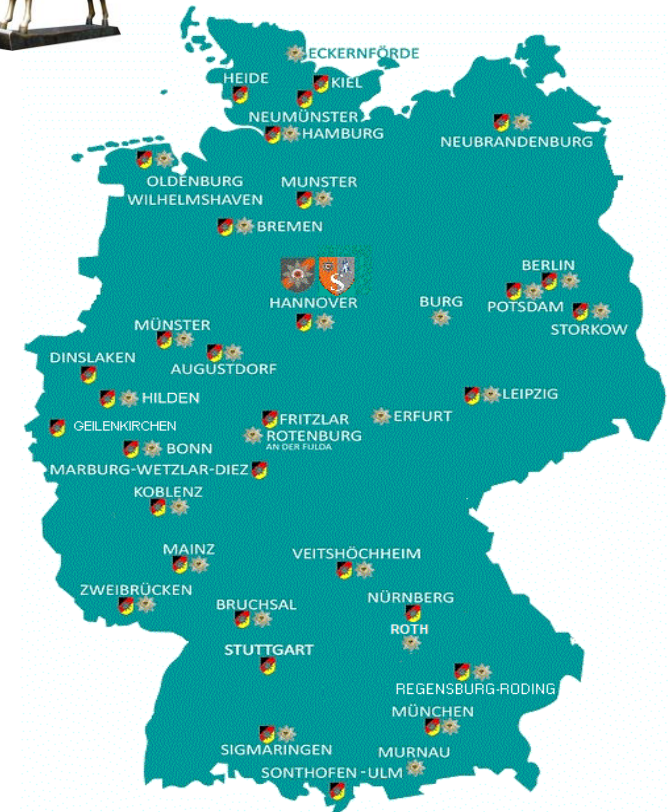 ECKERNFÖRDE
HEIDE
KIEL
NEUMÜNSTER
HAMBURG
NEUBRANDENBURG
OLDENBURG
WILHELMSHAVEN
MUNSTER
BREMEN
S
HANNOVER
BERLIN
POTSDAM
BURG
STORKOW
MÜNSTER
AUGUSTDORF
DINSLAKEN
HILDEN
LEIPZIG
GEILENKIRCHEN
FRITZLAR
ERFURT
ROTENBURG
AN DER FULDA
BONN
MARBURG-WETZLAR-DIEZ
KOBLENZ
MAINZ
VEITSHÖCHHEIM
ZWEIBRÜCKEN
BRUCHSAL
NÜRNBERG
ROTH
STUTTGART
REGENSBURG-RODING
MÜNCHEN
SIGMARINGEN
MURNAU
SONTHOFEN-ULM